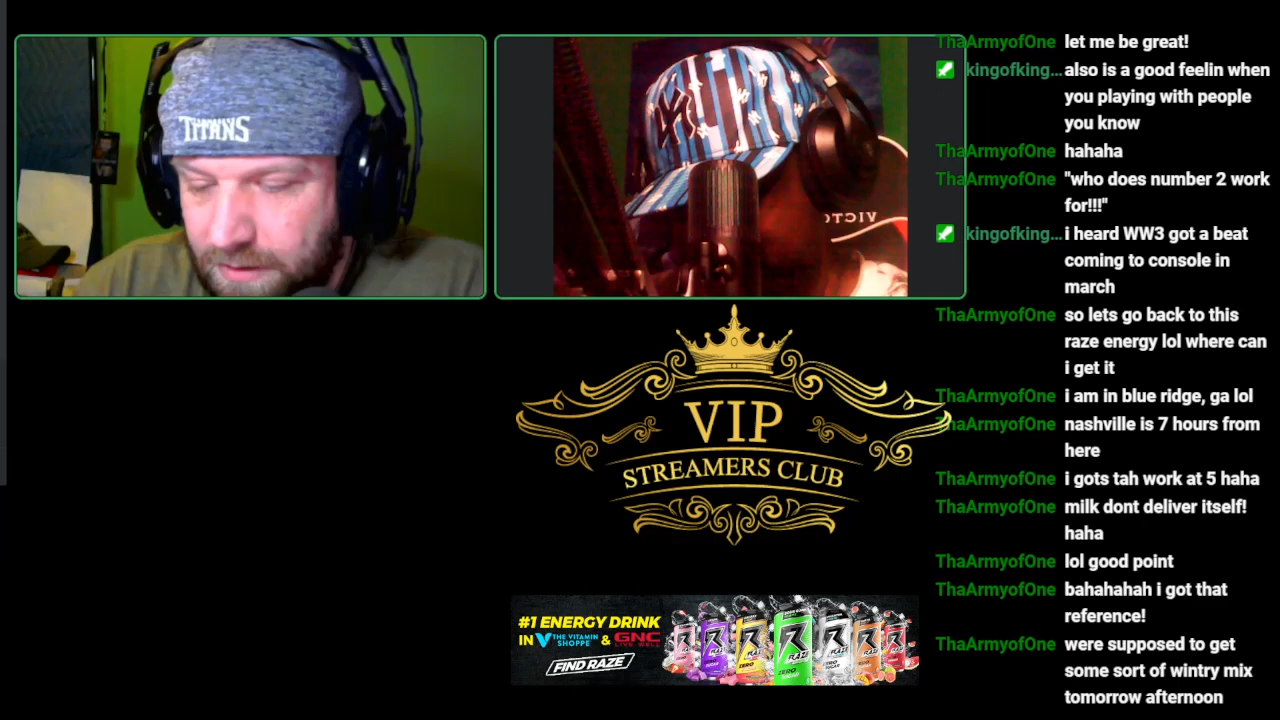 TITANS
VICTO
ThaArmyofOne let me be great!
kingofking... also is a good feelin when
you playing with people
you know
ThaArmyofOne hahaha
ThaArmyofOne "who does number 2 work
for!!!"
kingofking... i heard WW3 got a beat
coming to console in
march
ThaArmyofOne so lets go back to this
raze energy lol where can
i get it
ThaArmyofOne i am in blue ridge, ga lol
ThaArmyofOne nashville is 7 hours from
here
ThaArmyofOne i gots tah work at 5 haha
ThaArmyofOne milk dont deliver itself!
haha
ThaArmyofOne lol good point
ThaArmyofOne bahahahah i got that
reference!
ThaArmyofOne were supposed to get
some sort of wintry mix
tomorrow afternoon
VIP
STREAMERS CLUB
#1 ENERGY DRINK
IN THE VITAMIN SHOPPE & GNC
LIVE WELL
FIND RAZE